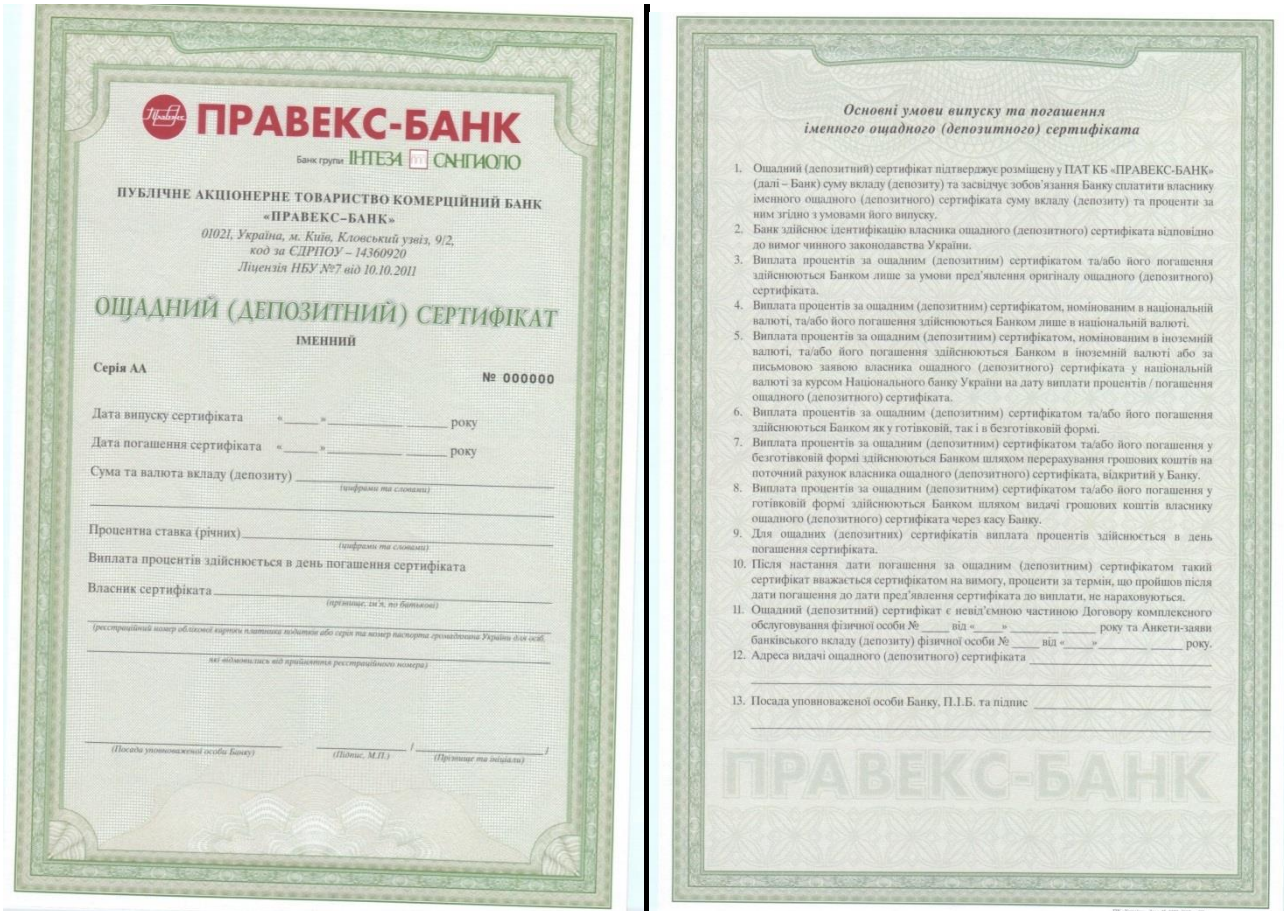 Правекс
ПРАВЕКС-БАНК
Банк групи ІНТЕЗА САНПАОЛО
ПУБЛІЧНЕ АКЦІОНЕРНЕ ТОВАРИСТВО КОМЕРЦІЙНИЙ БАНК
«ПРАВЕКС–БАНК»
01021, Україна, м. Київ, Кловський узвіз, 9/2,
код за ЄДРПОУ – 14360920
Ліцензія НБУ №7 від 10.10.2011
ОЩАДНИЙ (ДЕПОЗИТНИЙ) СЕРТИФІКАТ
ІМЕННИЙ
Серія АА
№ 000000
Дата випуску сертифіката «_____»____________ ______ року
Дата погашення сертифіката «_____»____________ ______ року
Сума та валюта вкладу (депозиту)
(цифрами та словами)
Процентна ставка (річних)
(цифрами та словами)
Виплата процентів здійснюється в день погашення сертифіката
Власник сертифіката
(прізвище, ім'я, по батькові)
(реєстраційний номер облікової картки платника податків або серія та номер паспорта громадянина України для осіб,
які відмовились від прийняття реєстраційного номера)
(Посада уповноваженої особи Банку) (Підпис, М.П.) / (Прізвище та ініціали) /
Основні умови випуску та погашення
іменного ощадного (депозитного) сертифіката
1. Ощадний (депозитний) сертифікат підтверджує розміщену у ПАТ КБ «ПРАВЕКС-БАНК»
(далі – Банк) суму вкладу (депозиту) та засвідчує зобов'язання Банку сплатити власнику
іменного ощадного (депозитного) сертифіката суму вкладу (депозиту) та проценти за
ним згідно з умовами його випуску.
2. Банк здійснює ідентифікацію власника ощадного (депозитного) сертифіката відповідно
до вимог чинного законодавства України.
3. Виплата процентів за ощадним (депозитним) сертифікатом та/або його погашення
здійснюються Банком лише за умови пред'явлення оригіналу ощадного (депозитного)
сертифіката.
4. Виплата процентів за ощадним (депозитним) сертифікатом, номінованим в національній
валюті, та/або його погашення здійснюються Банком лише в національній валюті.
5. Виплата процентів за ощадним (депозитним) сертифікатом, номінованим в іноземній
валюті, та/або його погашення здійснюються Банком в іноземній валюті або за
письмовою заявою власника ощадного (депозитного) сертифіката у національній
валюті за курсом Національного банку України на дату виплати процентів / погашення
ощадного (депозитного) сертифіката.
6. Виплата процентів за ощадним (депозитним) сертифікатом та/або його погашення
здійснюються Банком як у готівковій, так і в безготівковій формі.
7. Виплата процентів за ощадним (депозитним) сертифікатом та/або його погашення у
безготівковій формі здійснюються Банком шляхом перерахування грошових коштів на
поточний рахунок власника ощадного (депозитного) сертифіката, відкритий у Банку.
8. Виплата процентів за ощадним (депозитним) сертифікатом та/або його погашення у
готівковій формі здійснюються Банком шляхом видачі грошових коштів власнику
ощадного (депозитного) сертифіката через касу Банку.
9. Для ощадних (депозитних) сертифікатів виплата процентів здійснюється в день
погашення сертифіката.
10. Після настання дати погашення за ощадним (депозитним) сертифікатом такий
сертифікат вважається сертифікатом на вимогу, проценти за термін, що пройшов після
дати погашення до дати пред'явлення сертифіката до виплати, не нараховуються.
11. Ощадний (депозитний) сертифікат є невід'ємною частиною Договору комплексного
обслуговування фізичної особи №_____ від «____»________ _____ року та Анкети-заяви
банківського вкладу (депозиту) фізичної особи №_____ від «____»________ _____ року.
12. Адреса видачі ощадного (депозитного) сертифіката
13. Посада уповноваженої особи Банку, П.І.Б. та підпис
ПРАВЕКС-БАНК